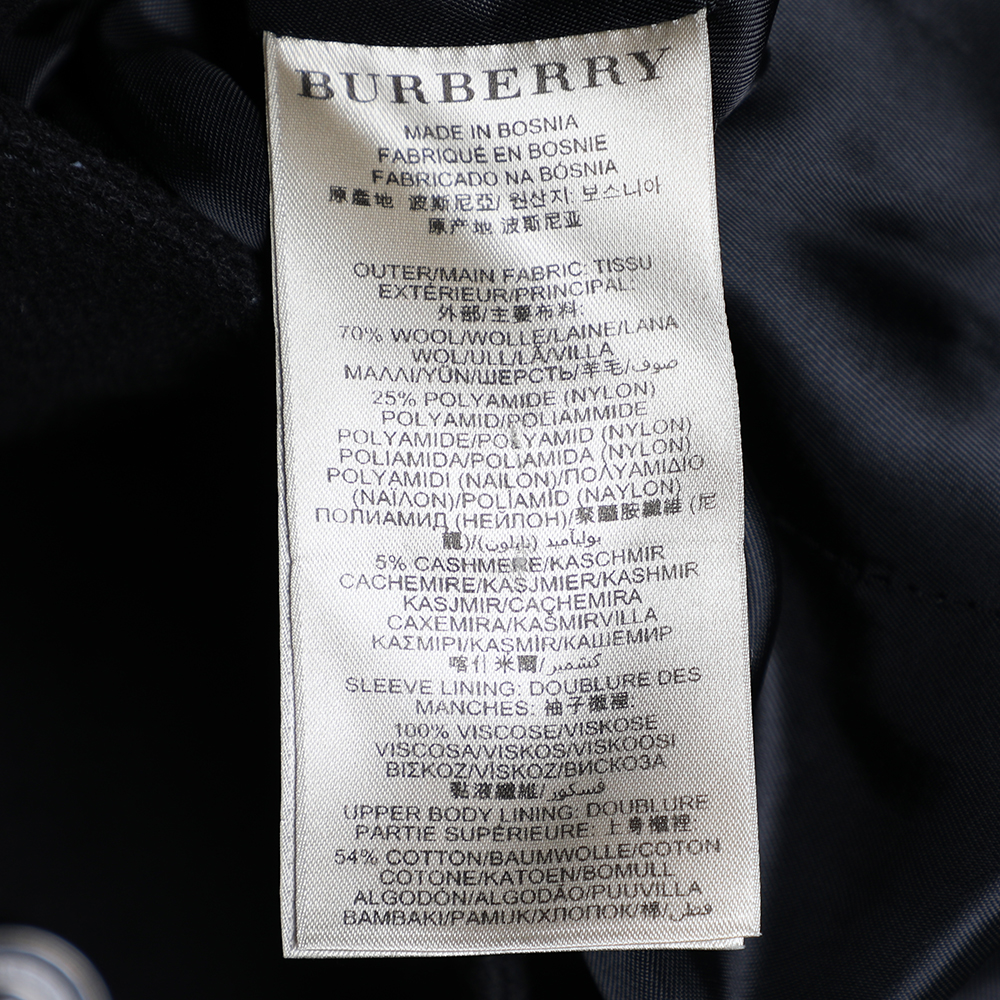 BURBERRY
MADE IN BOSNIA
FABRIQUÉ EN BOSNIE
FABRICADO NA BÓSNIA
原產地 波斯尼亞/ 원산지: 보스니아
原产地 波斯尼亚
OUTER/MAIN FABRIC: TISSU
EXTÉRIEUR/PRINCIPAL:
外部/主要布料:
70% WOOL/WOLLE/LAINE/LANA
WOL/ULL/LÃ/VILLA
ΜΑΛΛΙ/YÜN/ШЕРСТЬ/羊毛/صوف
25% POLYAMIDE (NYLON)
POLYAMID/POLIAMMIDE
POLYAMIDE/POLYAMID (NYLON)
POLIAMIDA/POLIAMIDA (NYLON)
POLYAMIDI (NAILON)/ΠΟΛΥΑΜΙΔΙΟ
(ΝΑΪΛΟΝ)/POLİAMİD (NAYLON)
ПОЛИАМИД (НЕЙЛОН)/聚醯胺纖維 (尼
龍)/بوليآميد (نايلون)
5% CASHMERE/KASCHMIR
CACHEMIRE/KASJMIER/KASHMIR
KASJMIR/CACHEMIRA
CAXEMIRA/KAŠMIRVILLA
ΚΑΣΜΙΡΙ/KAŞMİR/КАШЕМИР
喀什米爾/كشمير
SLEEVE LINING: DOUBLURE DES
MANCHES: 袖子襯裡:
100% VISCOSE/VISKOSE
VISCOSA/VISKOS/VISKOOSI
ΒΙΣΚΟΖ/VİSKOZ/ВИСКОЗА
黏液纖維/فسكوز
UPPER BODY LINING: DOUBLURE
PARTIE SUPÉRIEURE: 上身襯裡
54% COTTON/BAUMWOLLE/COTON
COTONE/KATOEN/BOMULL
ALGODÓN/ALGODÃO/PUUVILLA
ΒΑΜΒΑΚΙ/PAMUK/ХЛОПОК/棉/قطن